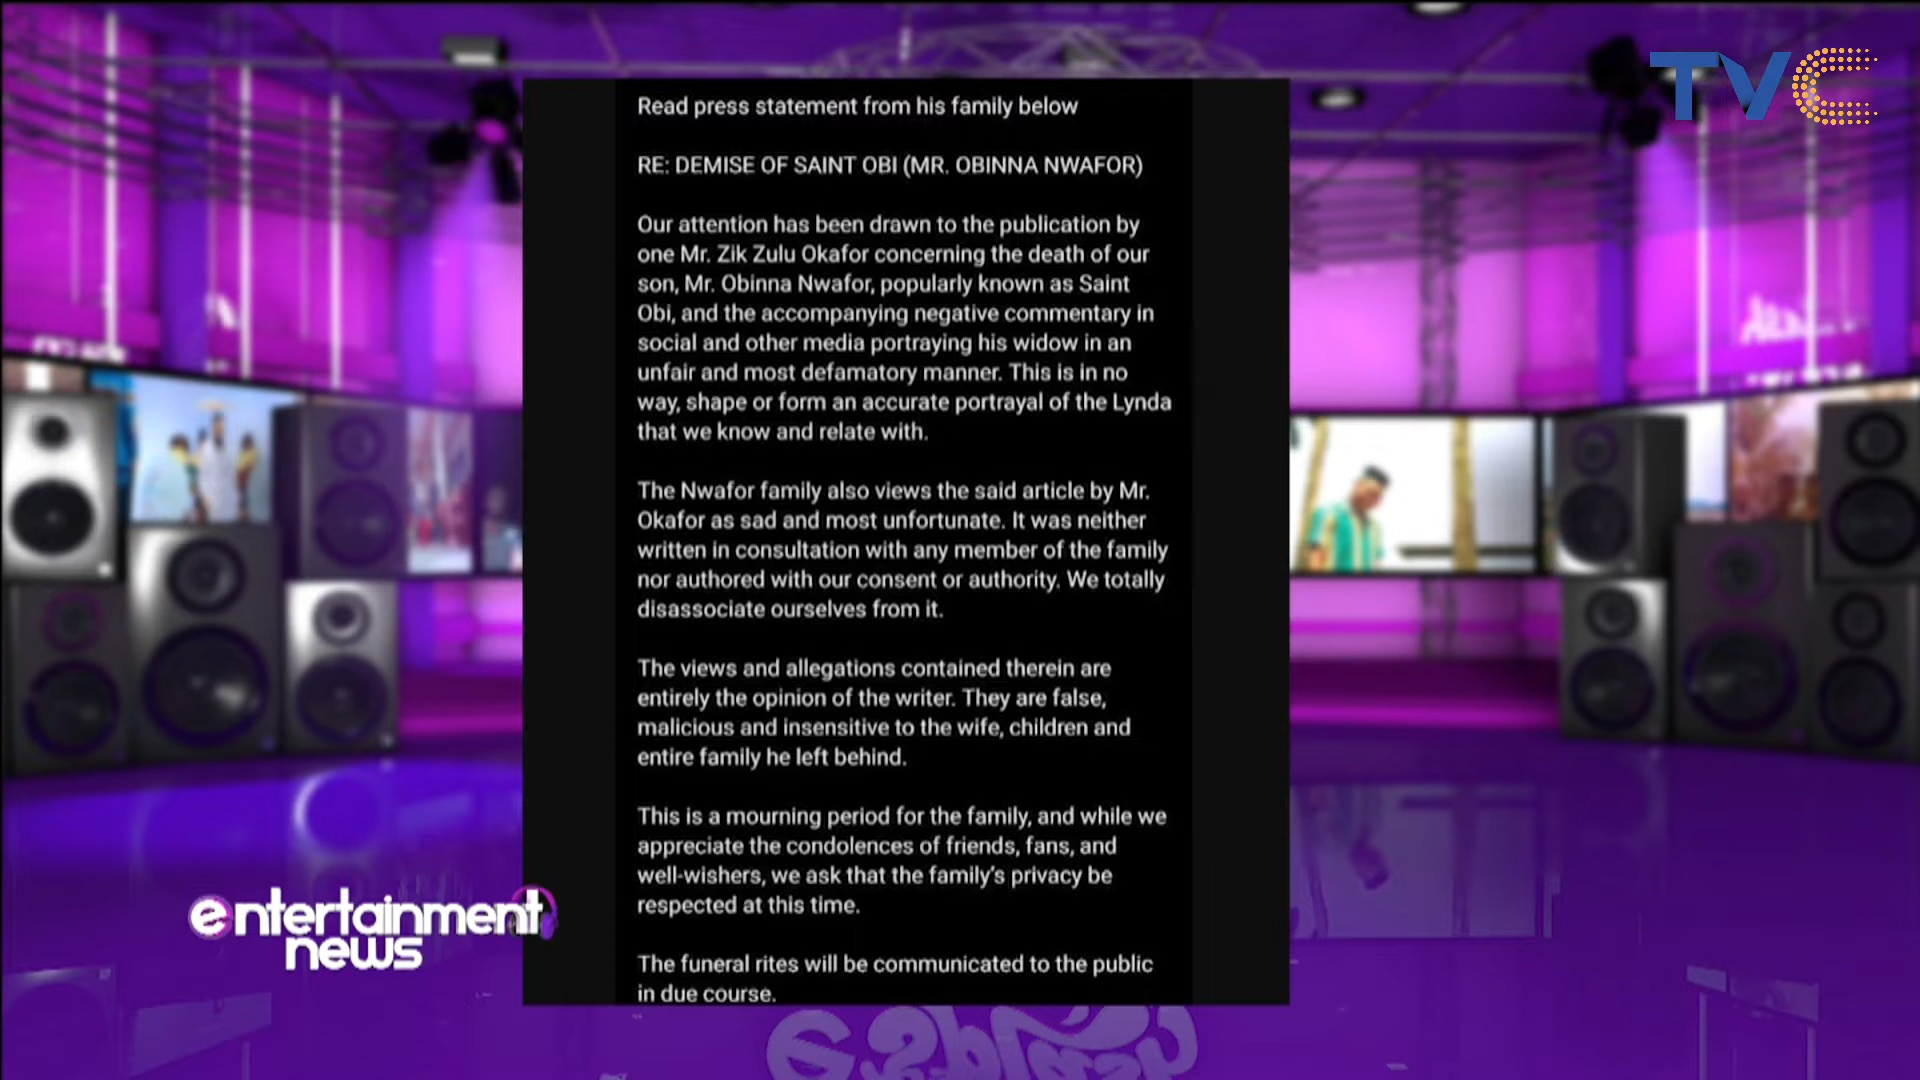 TVC
Read press statement from his family below
RE: DEMISE OF SAINT OBI (MR. OBINNA NWAFOR)
Our attention has been drawn to the publication by
one Mr. Zik Zulu Okafor concerning the death of our
son, Mr. Obinna Nwafor, popularly known as Saint
Obi, and the accompanying negative commentary in
social and other media portraying his widow in an
unfair and most defamatory manner. This is in no
way, shape or form an accurate portrayal of the Lynda
that we know and relate with.
The Nwafor family also views the said article by Mr.
Okafor as sad and most unfortunate. It was neither
written in consultation with any member of the family
nor authored with our consent or authority. We totally
disassociate ourselves from it.
The views and allegations contained therein are
entirely the opinion of the writer. They are false,
malicious and insensitive to the wife, children and
entire family he left behind.
This is a mourning period for the family, and while we
appreciate the condolences of friends, fans, and
well-wishers, we ask that the family's privacy be
respected at this time.
The funeral rites will be communicated to the public
in due course.
entertainment
news